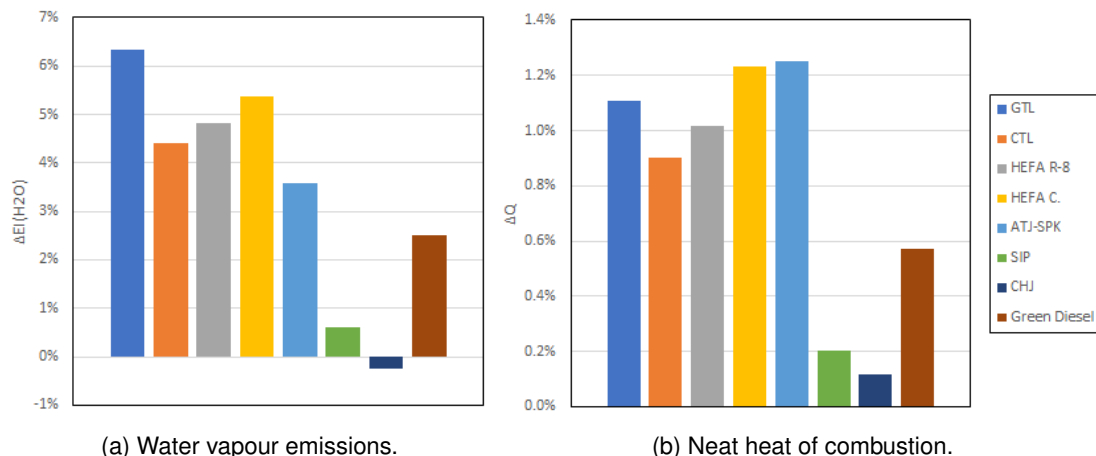 7%
6%
5%
4%
3%
2%
1%
0%
-1%
ΔEI(H2O)
1.4%
1.2%
1.0%
0.8%
0.6%
0.4%
0.2%
0.0%
ΔQ
GTL
CTL
HEFA R-8
HEFA C.
ATJ-SPK
SIP
CHJ
Green Diesel
(a) Water vapour emissions.
(b) Neat heat of combustion.